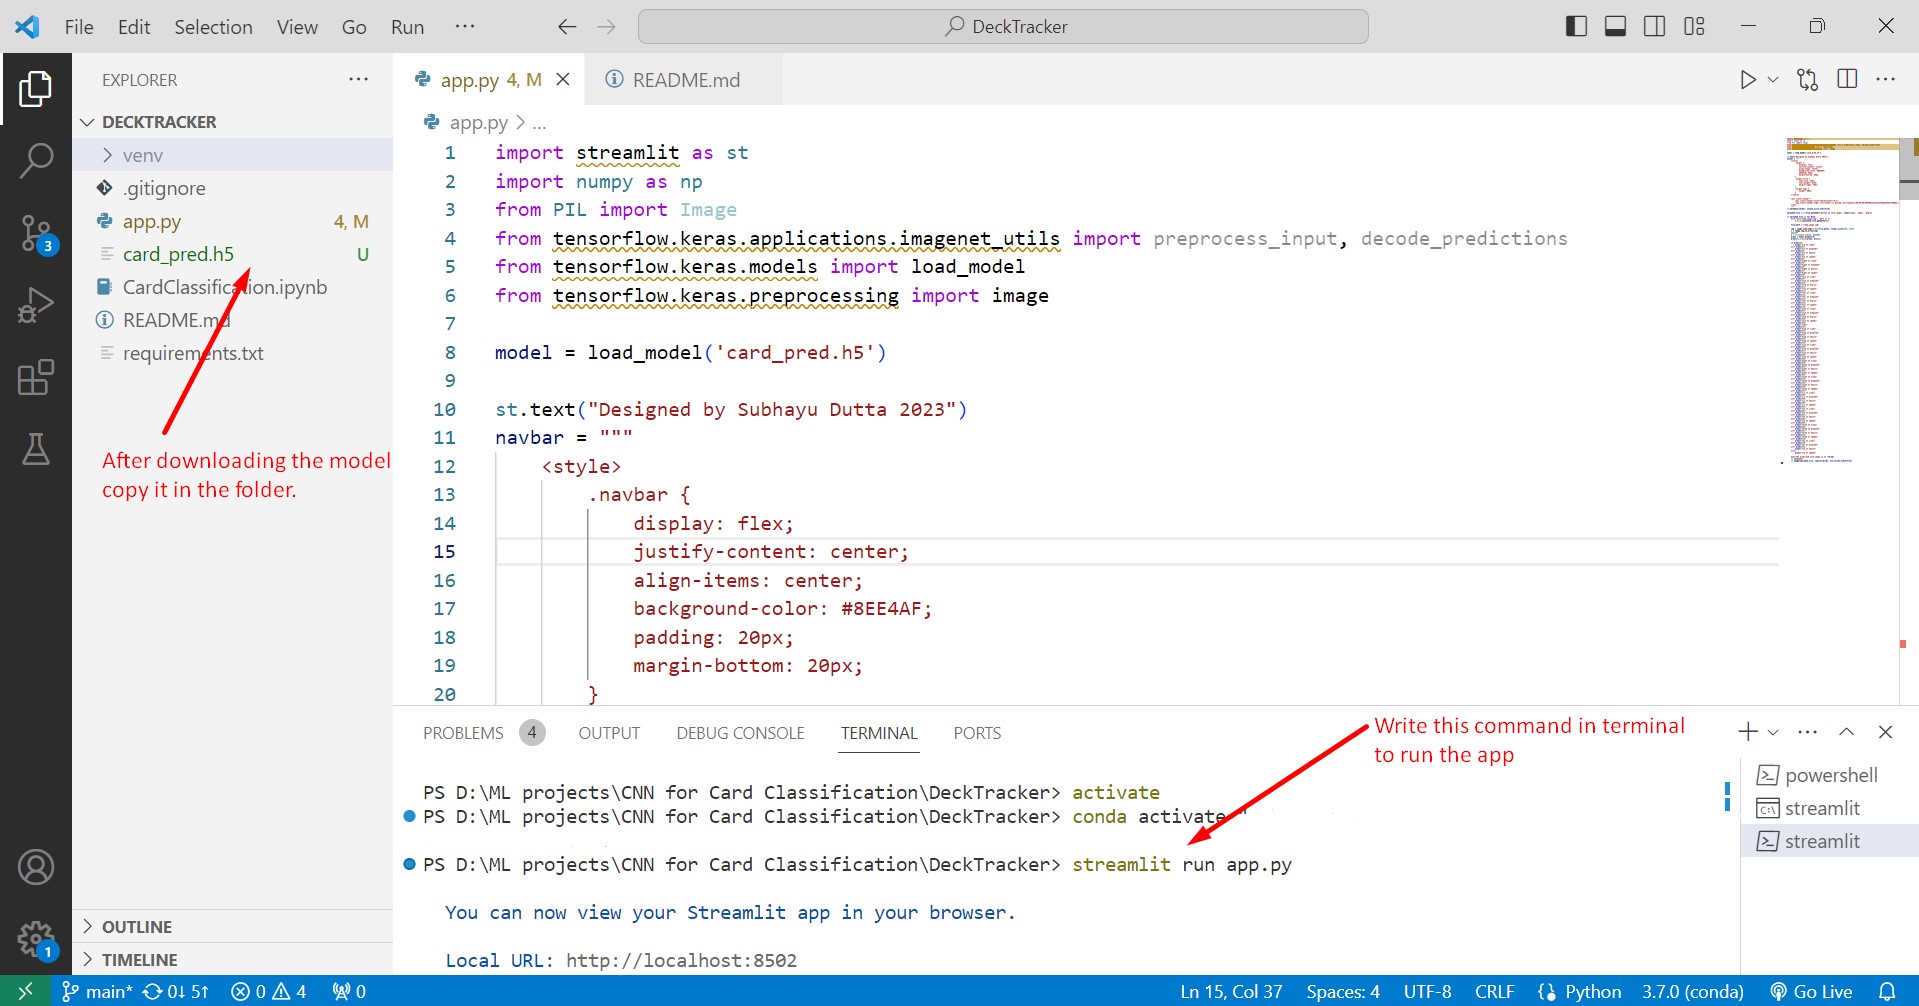 File Edit Selection View Go Run ··· DeckTracker
EXPLORER ···
DECKTRACKER
venv
.gitignore
app.py 4, M
card_pred.h5 U
CardClassification.ipynb
README.md
requirements.txt
After downloading the model
copy it in the folder.
OUTLINE
TIMELINE
3
1
app.py 4, M
README.md
app.py > ...
1 import streamlit as st
2 import numpy as np
3 from PIL import Image
4 from tensorflow.keras.applications.imagenet_utils import preprocess_input, decode_predictions
5 from tensorflow.keras.models import load_model
6 from tensorflow.keras.preprocessing import image
7
8 model = load_model('card_pred.h5')
9
10 st.text("Designed by Subhayu Dutta 2023")
11 navbar = """
12 <style>
13 .navbar {
14 display: flex;
15 justify-content: center;
16 align-items: center;
17 background-color: #8EE4AF;
18 padding: 20px;
19 margin-bottom: 20px;
20 }
PROBLEMS 4 OUTPUT DEBUG CONSOLE TERMINAL PORTS
Write this command in terminal
to run the app
PS D:\ML projects\CNN for Card Classification\DeckTracker> activate
PS D:\ML projects\CNN for Card Classification\DeckTracker> conda activate
PS D:\ML projects\CNN for Card Classification\DeckTracker> streamlit run app.py
You can now view your Streamlit app in your browser.
Local URL: http://localhost:8502
powershell
streamlit
streamlit
main* 0↓ 5↑ 0 4 0 Ln 15, Col 37 Spaces: 4 UTF-8 CRLF Python 3.7.0 (conda) Go Live